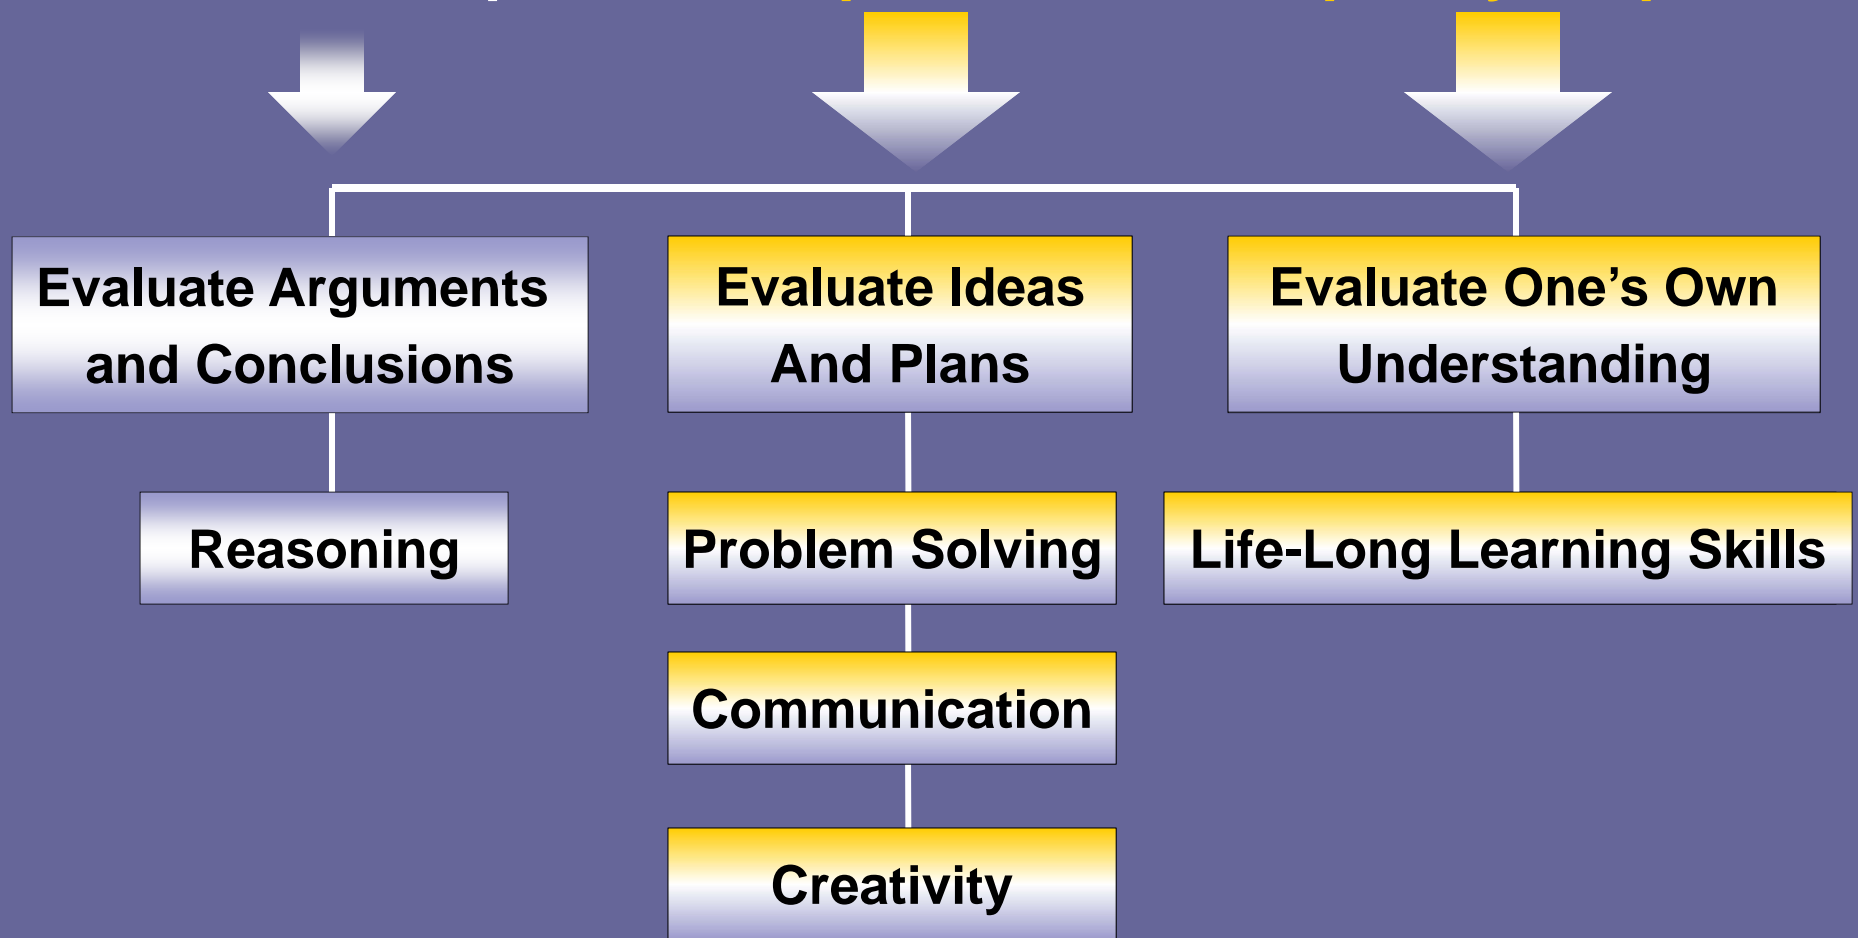 Evaluate Arguments
and Conclusions
Evaluate Ideas
And Plans
Evaluate One’s Own
Understanding
Reasoning
Problem Solving
Life-Long Learning Skills
Communication
Creativity